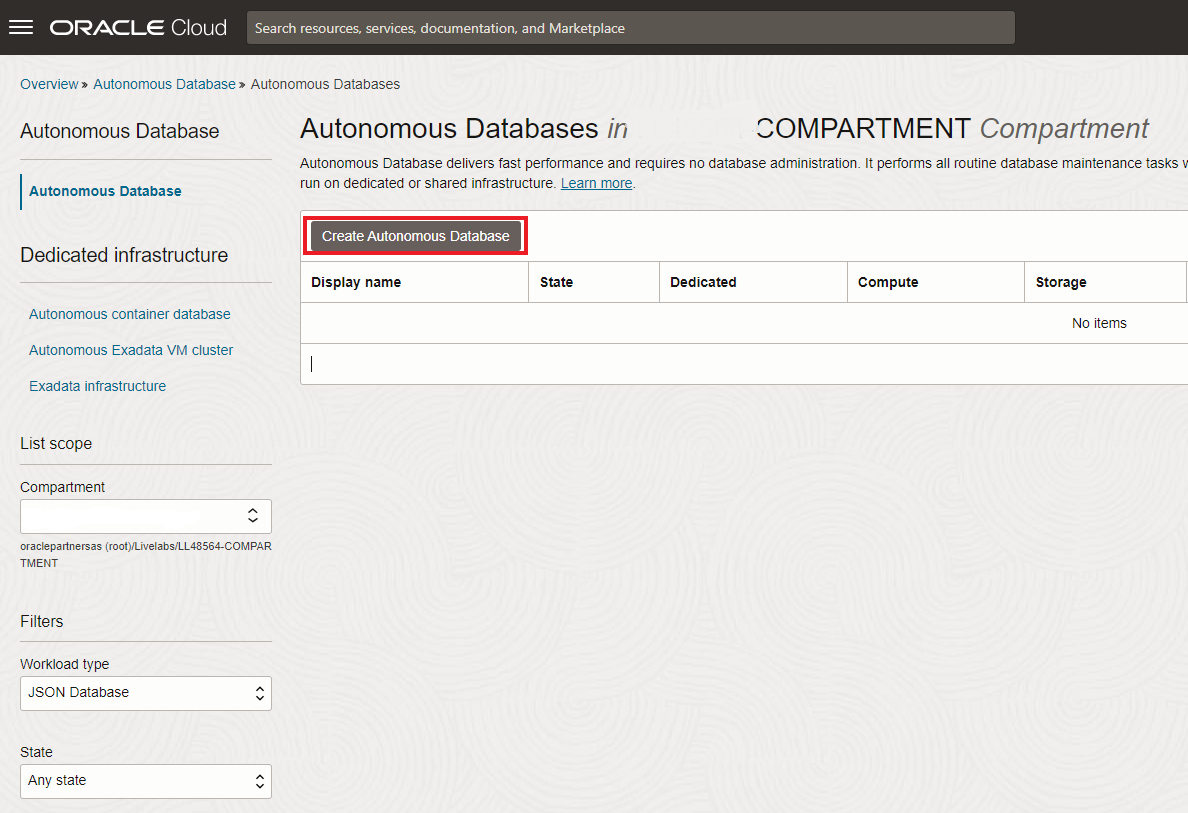 ORACLE Cloud
Search resources, services, documentation, and Marketplace
Overview » Autonomous Database » Autonomous Databases
Autonomous Database
Autonomous Database
Dedicated infrastructure
Autonomous container database
Autonomous Exadata VM cluster
Exadata infrastructure
List scope
Compartment
oraclepartnersas (root)/Livelabs/LL48564-COMPAR
TMENT
Filters
Workload type
JSON Database
State
Any state
Autonomous Databases in COMPARTMENT Compartment
Autonomous Database delivers fast performance and requires no database administration. It performs all routine database maintenance tasks
run on dedicated or shared infrastructure. Learn more.
Create Autonomous Database
Display name State Dedicated Compute Storage
No items